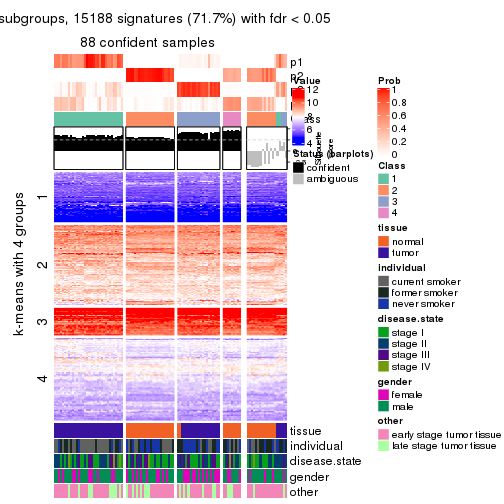 subgroups, 15188 signatures (71.7%) with fdr < 0.05
88 confident samples
p1
p2
Value
12
10
8
6
4
Prob
1
0.8
0.6
0.4
0.2
0
Silhouette
score
Status (barplots)
confident
ambiguous
Class
1
2
3
4
tissue
normal
tumor
individual
current smoker
former smoker
never smoker
disease.state
stage I
stage II
stage III
stage IV
gender
female
male
other
early stage tumor tissue
late stage tumor tissue
k-means with 4 groups
1
2
3
4
tissue
individual
disease.state
gender
other